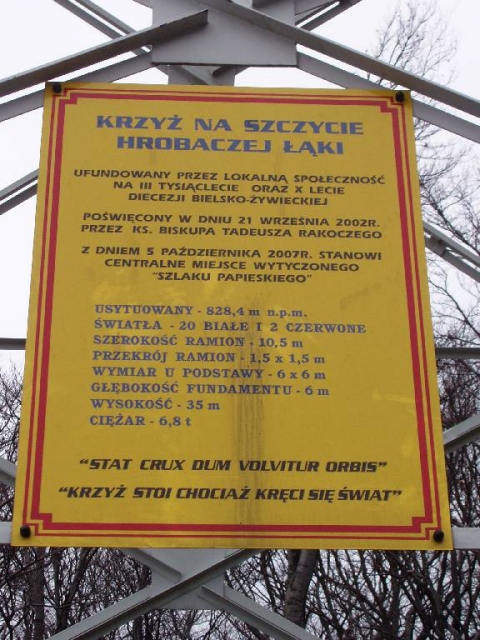 KRZYŻ NA SZCZYCIE
HROBACZEJ ŁĄKI
UFUNDOWANY PRZEZ LOKALNĄ SPOŁECZNOŚĆ
NA III TYSIĄCLECIE ORAZ X LECIE
DIECEZJI BIELSKO-ŻYWIECKIEJ
POŚWIĘCONY W DNIU 21 WRZEŚNIA 2002R.
PRZEZ KS. BISKUPA TADEUSZA RAKOCZEGO
Z DNIEM 5 PAŹDZIERNIKA 2007R. STANOWI
CENTRALNE MIEJSCE WYTYCZONEGO
"SZLAKU PAPIESKIEGO"
USYTUOWANY - 828,4 m n.p.m.
ŚWIATŁA - 20 BIAŁE I 2 CZERWONE
SZEROKOŚĆ RAMION - 10,5 m
PRZEKRÓJ RAMION - 1,5 x 1,5 m
WYMIAR U PODSTAWY - 6 x 6 m
GŁĘBOKOŚĆ FUNDAMENTU - 6 m
WYSOKOŚĆ - 35 m
CIĘŻAR - 6,8 t
"STAT CRUX DUM VOLVITUR ORBIS"
"KRZYŻ STOI CHOCIAŻ KRĘCI SIĘ ŚWIAT"